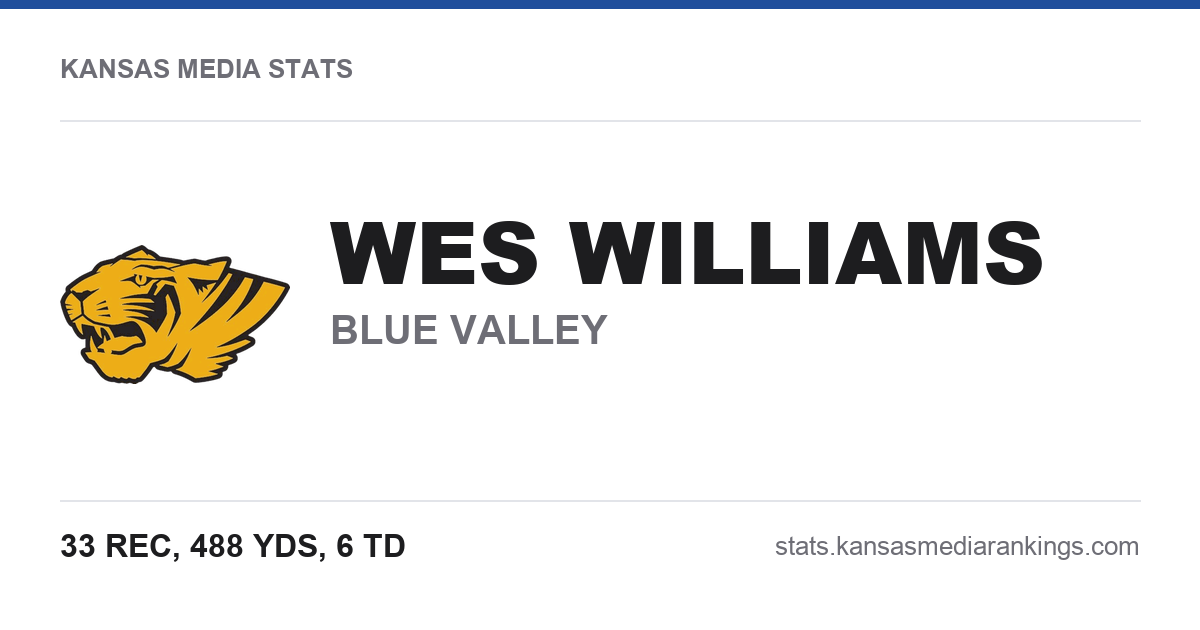 KANSAS MEDIA STATS
WES WILLIAMS
BLUE VALLEY
33 REC, 488 YDS, 6 TD
stats.kansasmediarankings.com